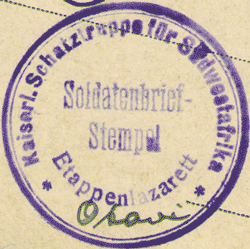 Kaiserl. Schutztruppe für Südwestafrika
Soldatenbrief-
Stempel
* Etappenlazarett *
Otavi